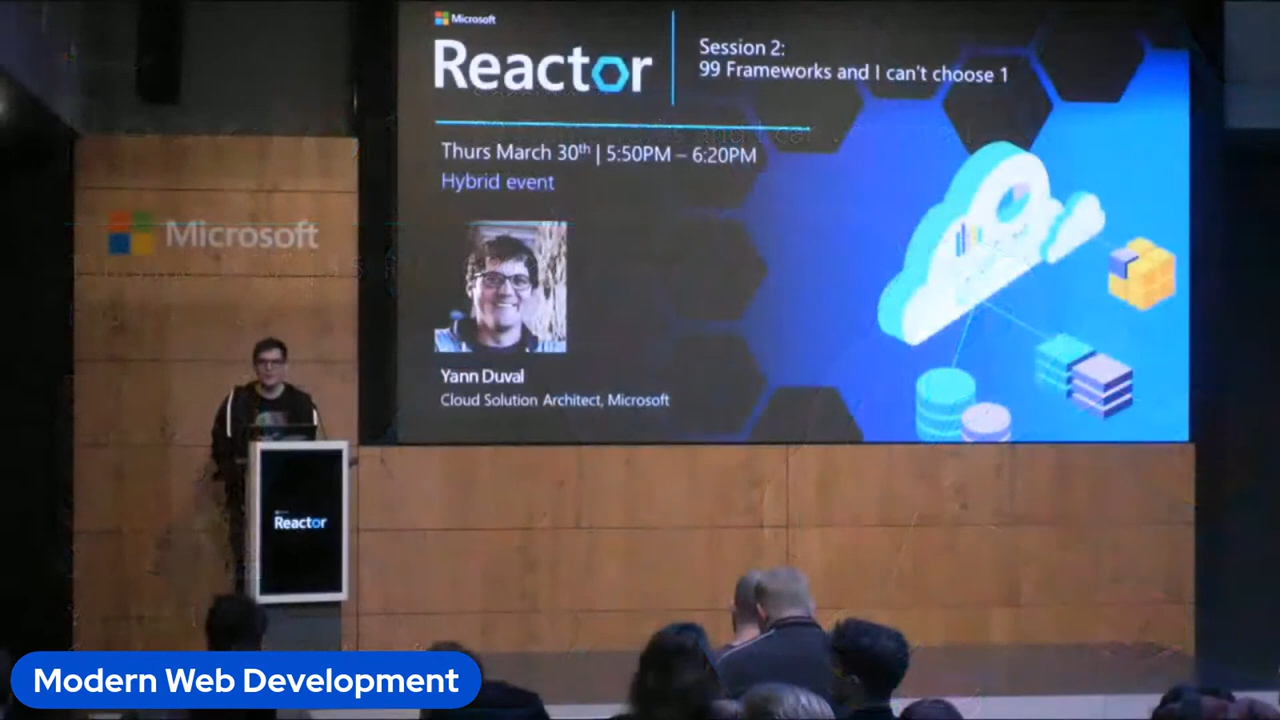 Microsoft
Reactor
Session 2:
99 Frameworks and I can't choose 1
Thurs March 30th | 5:50PM – 6:20PM
Hybrid event
Yann Duval
Cloud Solution Architect, Microsoft
Microsoft
Reactor
Modern Web Development